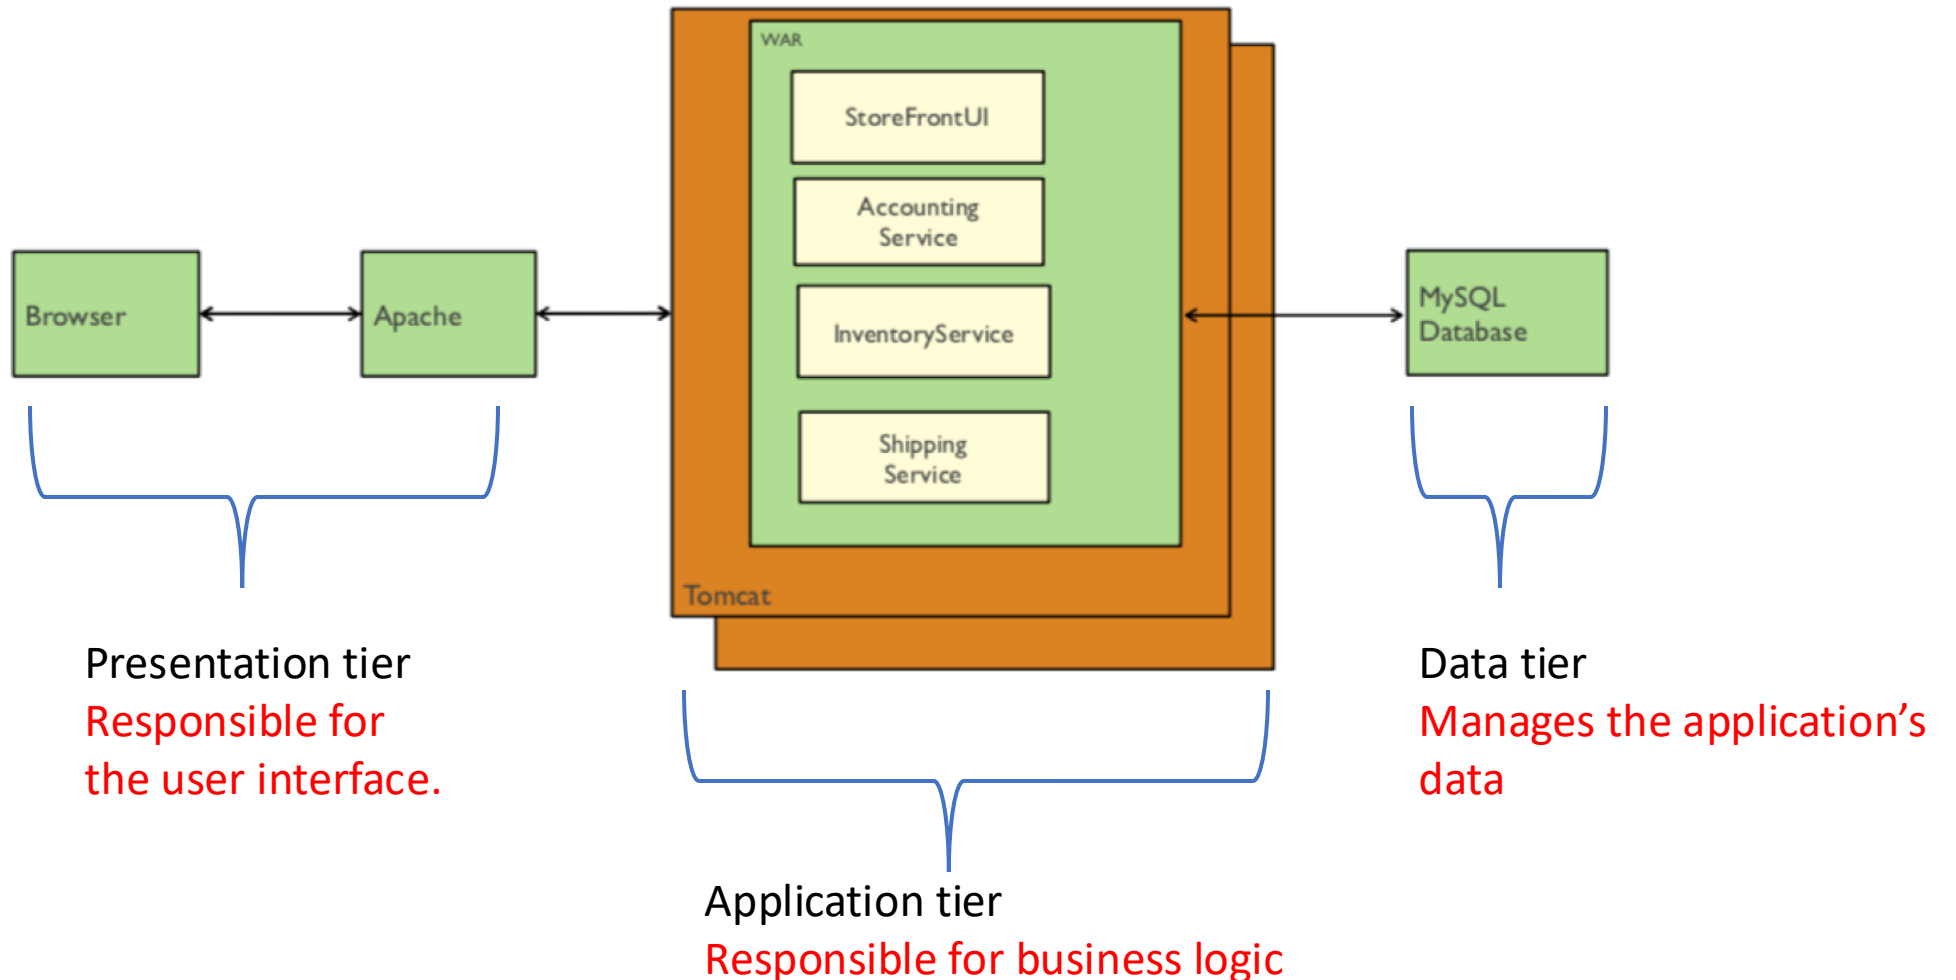 WAR
StoreFrontUI
Accounting
Service
InventoryService
Shipping
Service
Tomcat
Browser
Apache
MySQL
Database
Presentation tier
Responsible for
the user interface.
Data tier
Manages the application’s
data
Application tier
Responsible for business logic